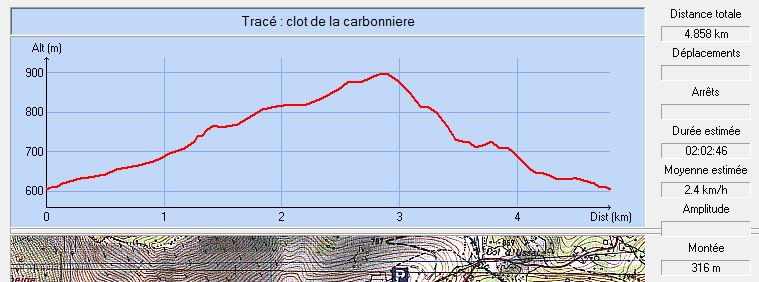 Tracé : clot de la carbonniere
Alt (m)
900
800
700
600
0 1 2 3 4 Dist (km)
Distance totale
4.858 km
Déplacements
Arrêts
Durée estimée
02:02:46
Moyenne estimée
2.4 km/h
Amplitude
Montée
316 m
P